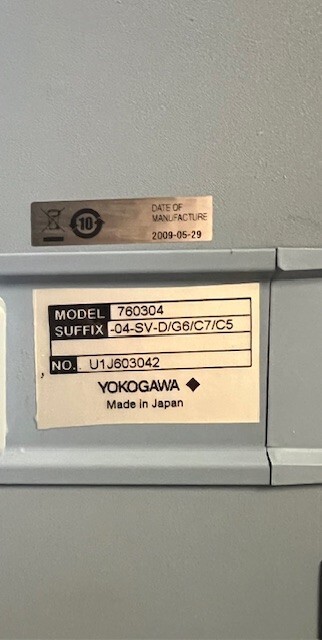 10
DATE OF
MANUFACTURE
2009-05-29
MODEL 760304
SUFFIX -04-SV-D/G6/C7/C5
NO. U1J603042
YOKOGAWA
Made in Japan